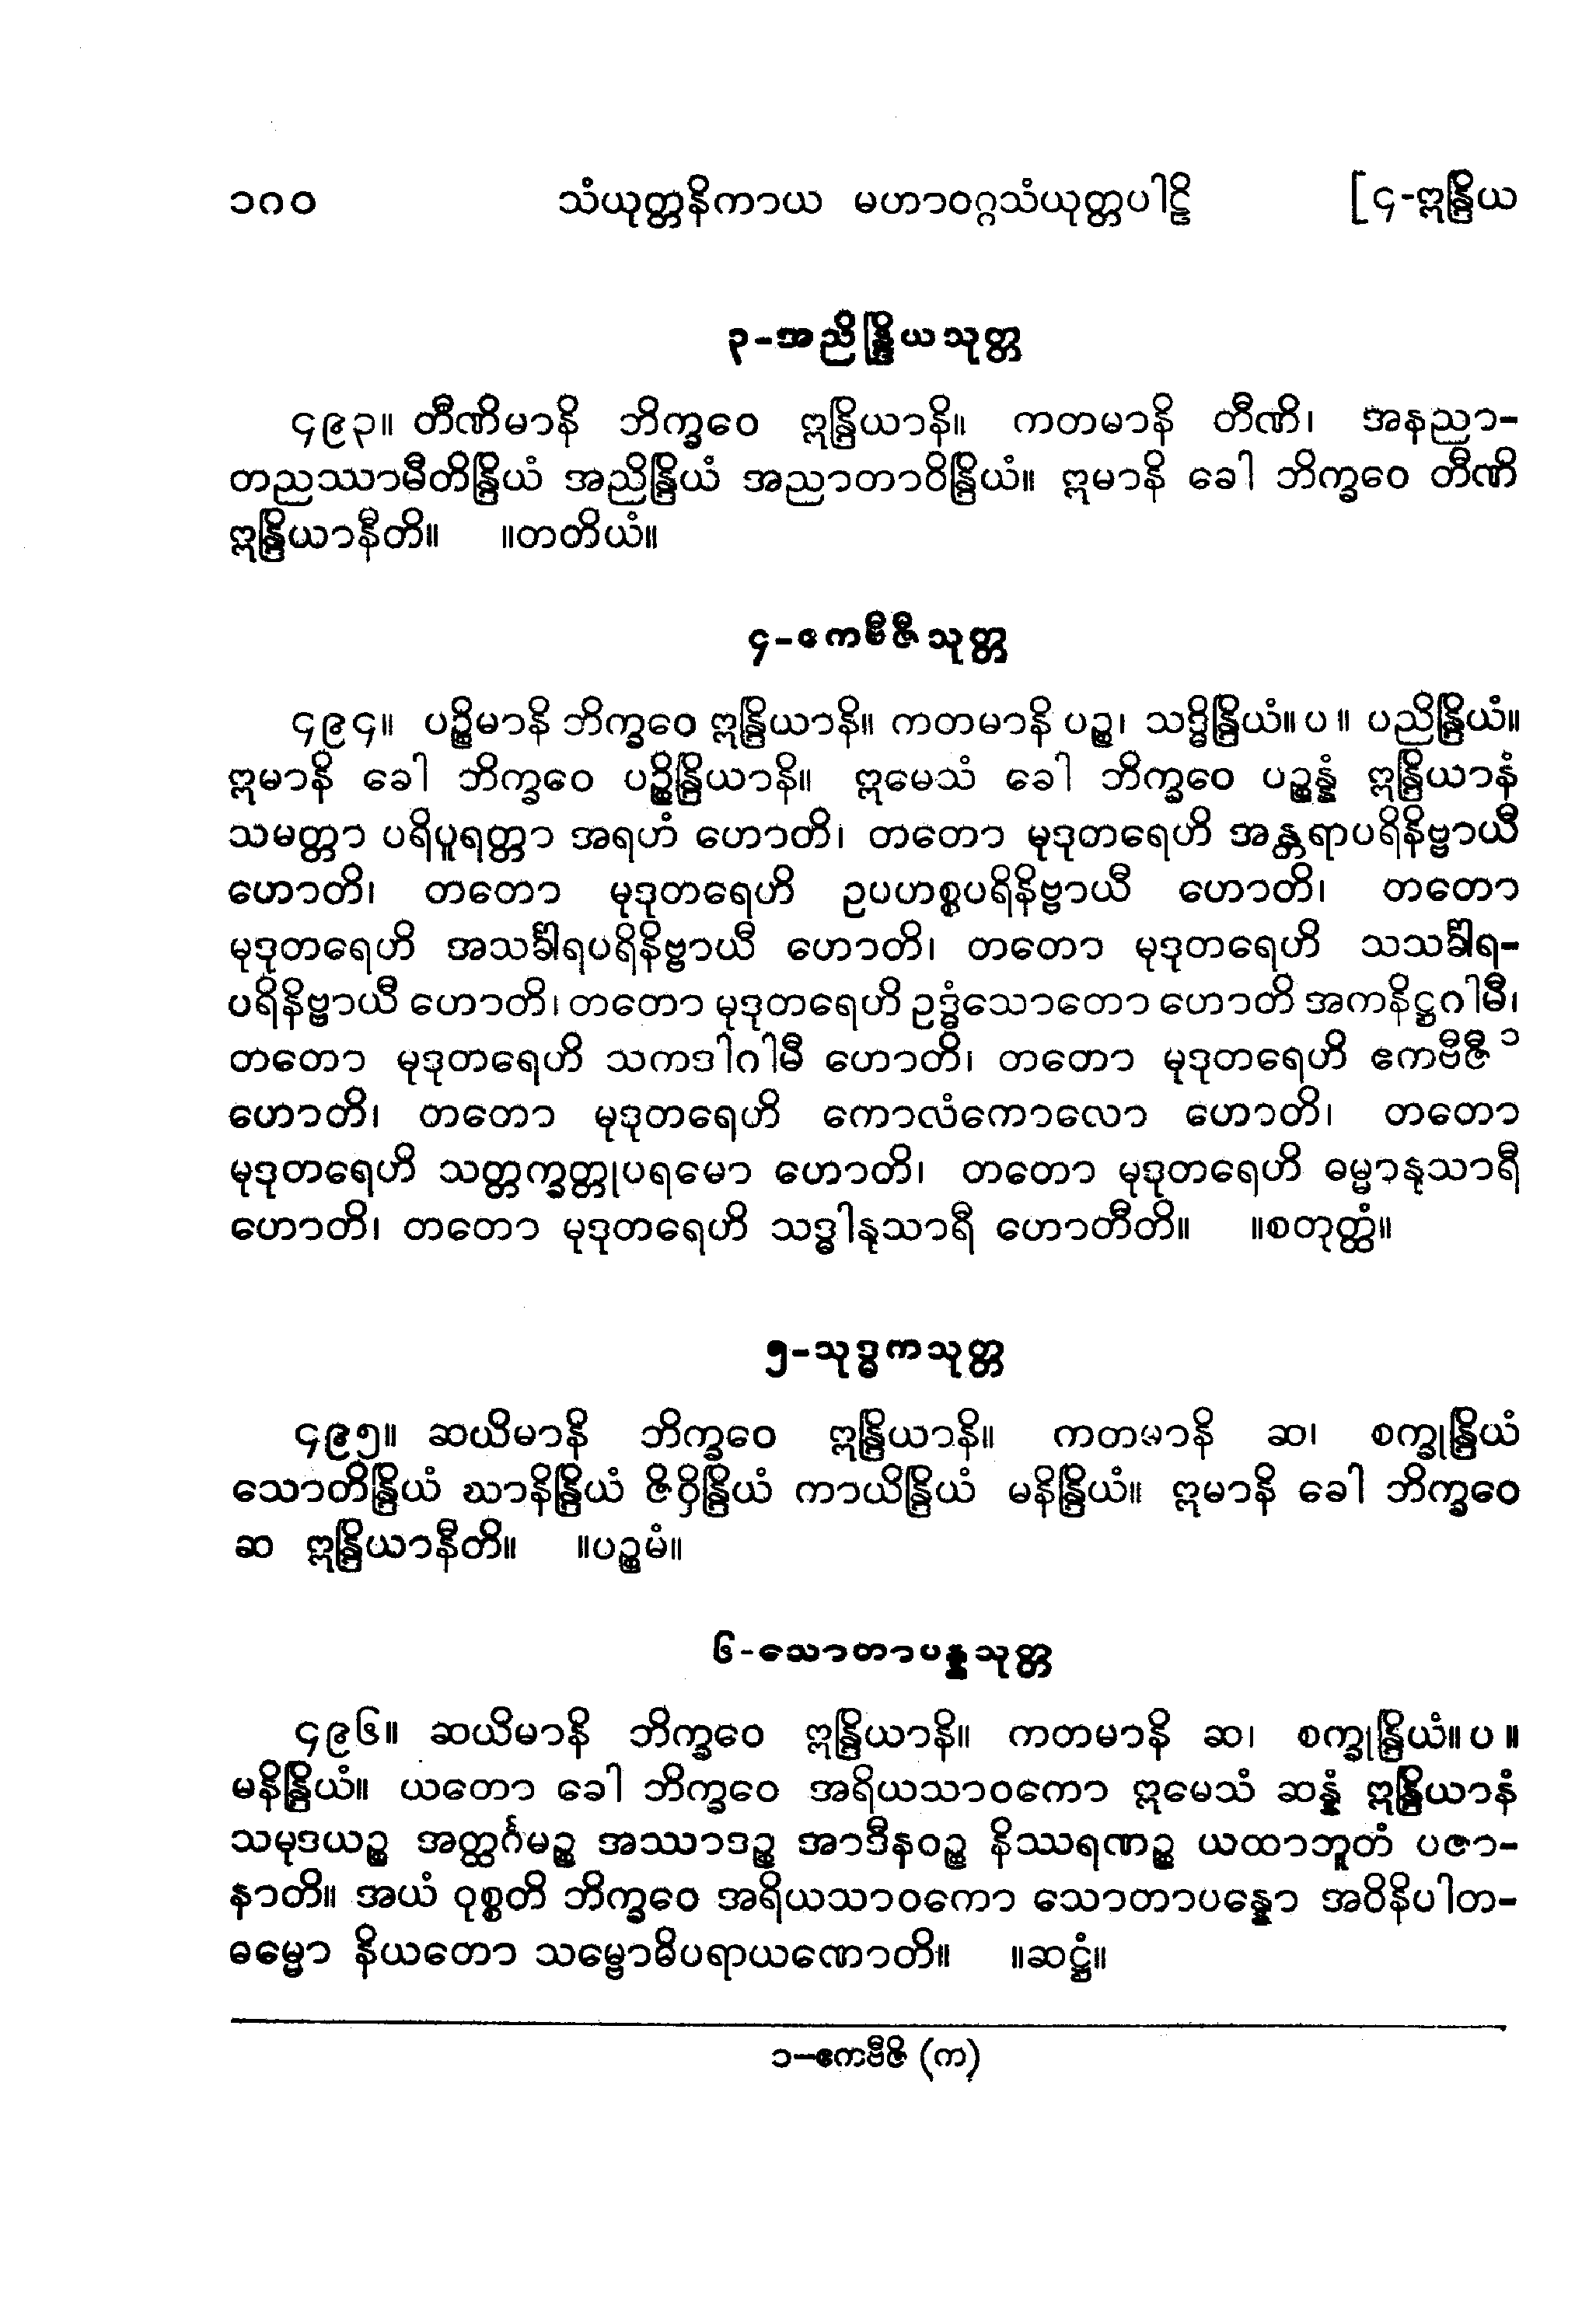 ၁၈၀ သံယုတ္တနိကာယ မဟာဝဂ္ဂသံယုတ္တပါဠိ [၄-ဣန္ဒြိယ
၃-အညိန္ဒြိယသုတ္တ
၄၉၃။ တီဏိမာနိ ဘိက္ခဝေ ဣန္ဒြိယာနိ။ ကတမာနိ တီဏိ၊ အနညာ-
တညဿာမီတိန္ဒြိယံ အညိန္ဒြိယံ အညာတာဝိန္ဒြိယံ။ ဣမာနိ ခေါ ဘိက္ခဝေ တီဏိ
ဣန္ဒြိယာနီတိ။ ။တတိယံ။
၄-ဧကဗီဇီသုတ္တ
၄၉၄။ ပဉ္စိမာနိ ဘိက္ခဝေ ဣန္ဒြိယာနိ။ ကတမာနိ ပဉ္စ၊ သဒ္ဓိန္ဒြိယံ။ ပ ။ ပညိန္ဒြိယံ။
ဣမာနိ ခေါ ဘိက္ခဝေ ပဉ္စိန္ဒြိယာနိ။ ဣမေသံ ခေါ ဘိက္ခဝေ ပဉ္စန္နံ ဣန္ဒြိယာနံ
သမတ္တာ ပရိပူရတ္တာ အရဟံ ဟောတိ၊ တတော မုဒုတရေဟိ အန္တရာပရိနိဗ္ဗာယီ
ဟောတိ၊ တတော မုဒုတရေဟိ ဥပဟစ္စပရိနိဗ္ဗာယီ ဟောတိ၊ တတော
မုဒုတရေဟိ အသင်္ခါရပရိနိဗ္ဗာယီ ဟောတိ၊ တတော မုဒုတရေဟိ သသင်္ခါရ-
ပရိနိဗ္ဗာယီ ဟောတိ၊ တတော မုဒုတရေဟိ ဥဒ္ဓံသောတော ဟောတိ အကနိဋ္ဌဂါမီ၊
တတော မုဒုတရေဟိ သကဒါဂါမီ ဟောတိ၊ တတော မုဒုတရေဟိ ဧကဗီဇီ ၁
ဟောတိ၊ တတော မုဒုတရေဟိ ကောလံကောလော ဟောတိ၊ တတော
မုဒုတရေဟိ သတ္တက္ခတ္တုပရမော ဟောတိ၊ တတော မုဒုတရေဟိ ဓမ္မာနုသာရီ
ဟောတိ၊ တတော မုဒုတရေဟိ သဒ္ဓါနုသာရီ ဟောတီတိ။ ။စတုတ္ထံ။
၅-သုဒ္ဓကသုတ္တ
၄၉၅။ ဆယိမာနိ ဘိက္ခဝေ ဣန္ဒြိယာနိ။ ကတမာနိ ဆ၊ စက္ခုန္ဒြိယံ
သောတိန္ဒြိယံ ဃာနိန္ဒြိယံ ဇိဝှိန္ဒြိယံ ကာယိန္ဒြိယံ မနိန္ဒြိယံ။ ဣမာနိ ခေါ ဘိက္ခဝေ
ဆ ဣန္ဒြိယာနီတိ။ ။ပဉ္စမံ။
၆-သောတာပန္နသုတ္တ
၄၉၆။ ဆယိမာနိ ဘိက္ခဝေ ဣန္ဒြိယာနိ။ ကတမာနိ ဆ၊ စက္ခုန္ဒြိယံ။ ပ ။
မနိန္ဒြိယံ။ ယတော ခေါ ဘိက္ခဝေ အရိယသာဝကော ဣမေသံ ဆန္နံ ဣန္ဒြိယာနံ
သမုဒယဉ္စ အတ္ထင်္ဂမဉ္စ အဿာဒဉ္စ အာဒီနဝဉ္စ နိဿရဏဉ္စ ယထာဘူတံ ပဇာ-
နာတိ။ အယံ ဝုစ္စတိ ဘိက္ခဝေ အရိယသာဝကော သောတာပန္နော အဝိနိပါတ-
ဓမ္မော နိယတော သမ္ဗောဓိပရာယဏောတိ။ ။ဆဋ္ဌံ။
၁-ဧကဗီဇိ (က)